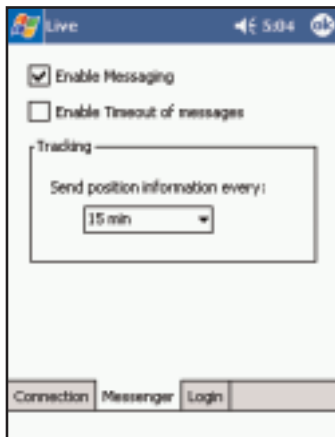 Live 5:04 ok
Enable Messaging
Enable Timeout of messages
Tracking
Send position information every:
15 min
Connection Messenger Login